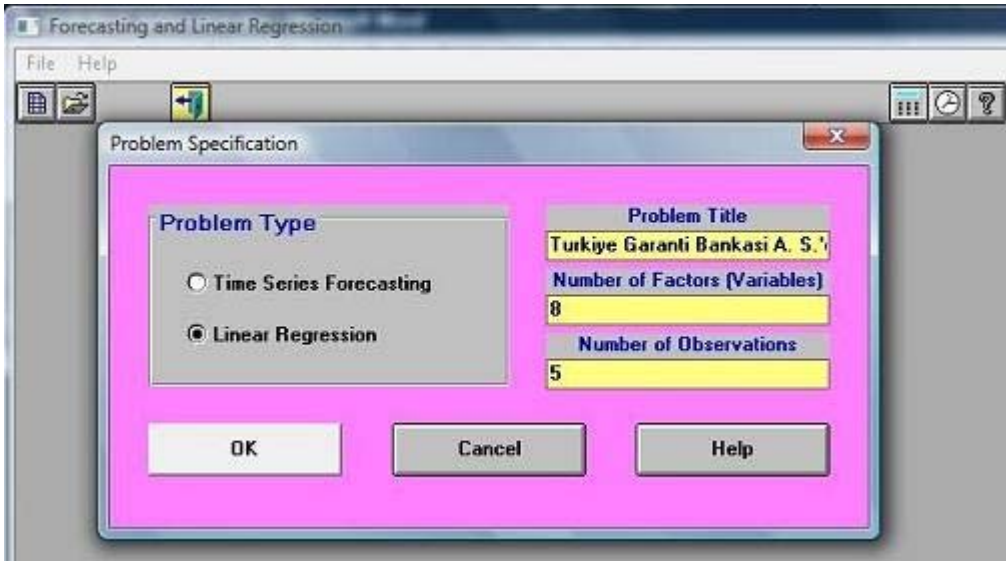 Forecasting and Linear Regression
File Help
Problem Specification
Problem Type
Time Series Forecasting
Linear Regression
Problem Title
Turkiye Garanti Bankasi A. S.'
Number of Factors (Variables)
8
Number of Observations
5
OK Cancel Help